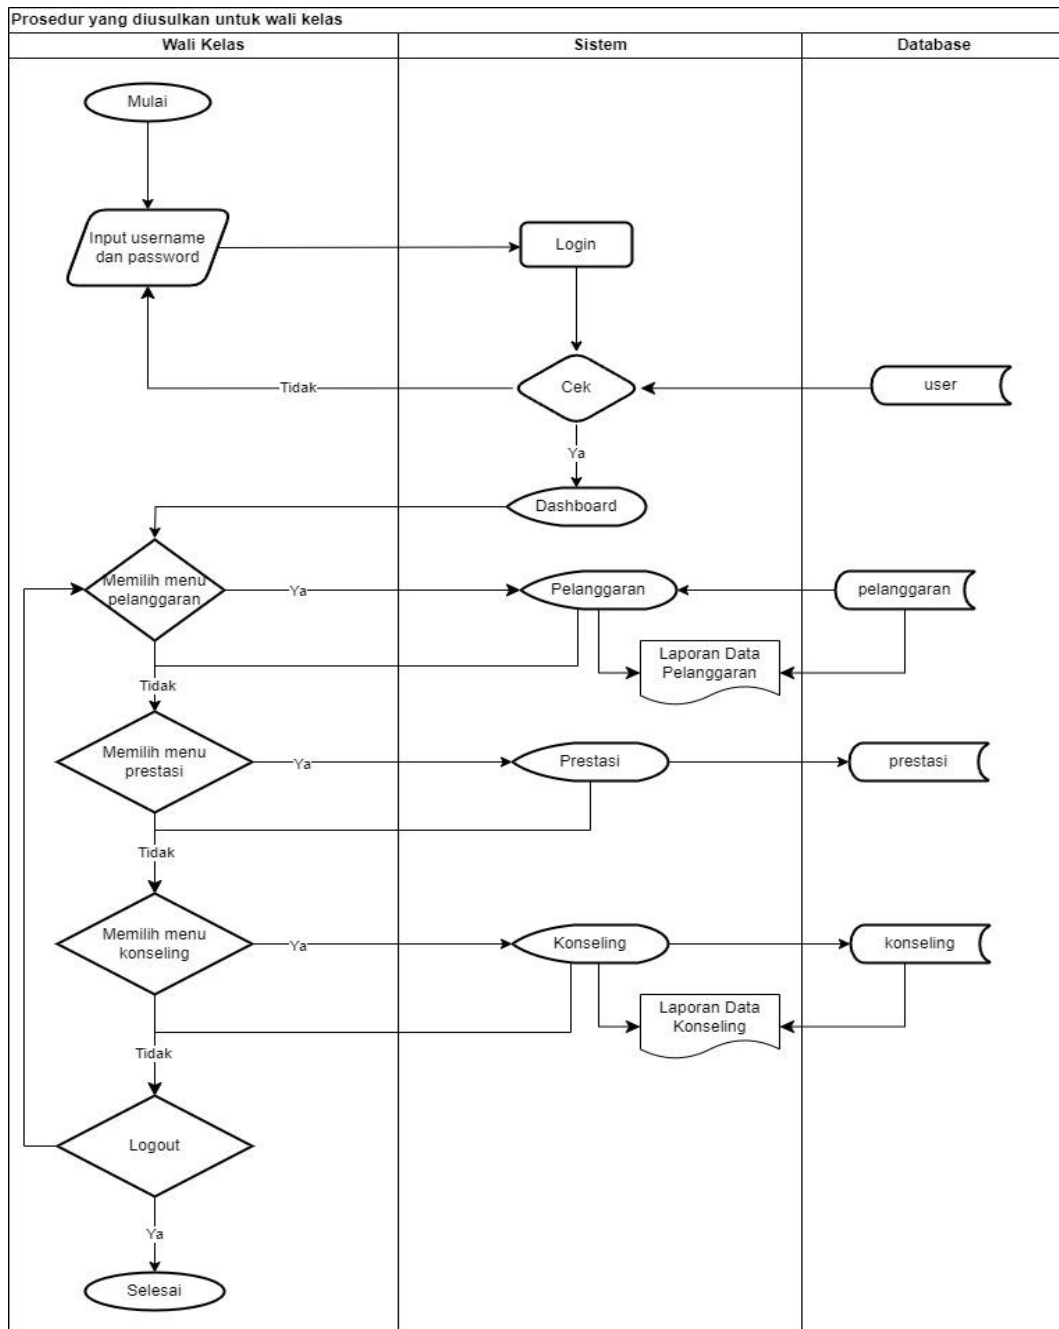 Prosedur yang diusulkan untuk wali kelas
Wali Kelas
Sistem
Database
Mulai
Input username
dan password
Login
Tidak
Cek
user
Ya
Dashboard
Memilih menu
pelanggaran
Ya
Pelanggaran
pelanggaran
Laporan Data
Pelanggaran
Tidak
Memilih menu
prestasi
Ya
Prestasi
prestasi
Tidak
Memilih menu
konseling
Ya
Konseling
konseling
Laporan Data
Konseling
Tidak
Logout
Ya
Selesai